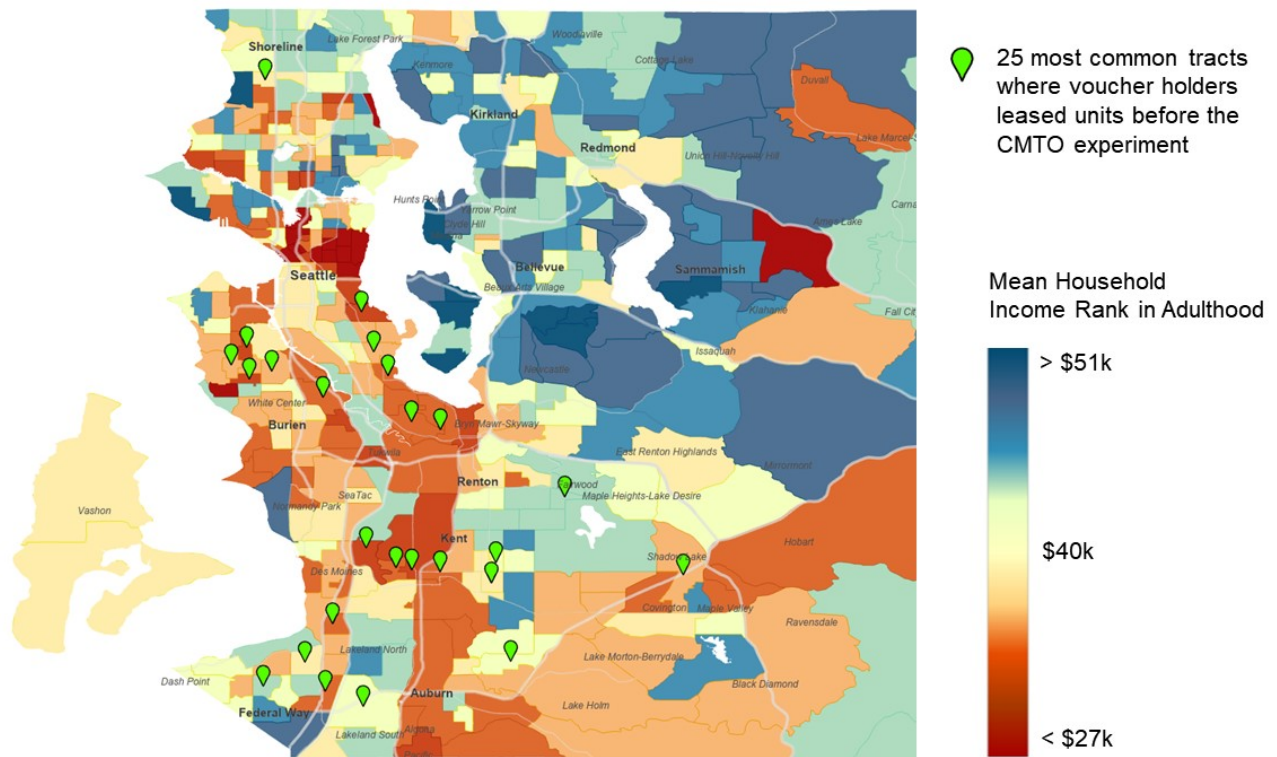 Shoreline
Lake Forest Park
Woodinville
Kenmore
Cottage Lake
Duvall
Kirkland
Lake Marcel-S
Redmond
Union Hill-Novelty Hill
Hunts Point
Yarrow Point
Clyde Hill
Carna
Ames Lake
Seattle
Bellevue
Sammamish
Beaux Arts Village
Klahanie
Fall City
Issaquah
Newcastle
White Center
Burien
Bryn Mawr-Skyway
Tukwila
East Renton Highlands
Mirrormont
Renton
Fairwood
Maple Heights-Lake Desire
SeaTac
Normandy Park
Vashon
Kent
Hobart
Shadow Lake
Des Moines
Covington
Maple Valley
Ravensdale
Lakeland North
Lake Morton-Berrydale
Dash Point
Black Diamond
Auburn
Federal Way
Lake Holm
Lakeland South
Algona
Pacific
25 most common tracts
where voucher holders
leased units before the
CMTO experiment
Mean Household
Income Rank in Adulthood
> $51k
$40k
< $27k